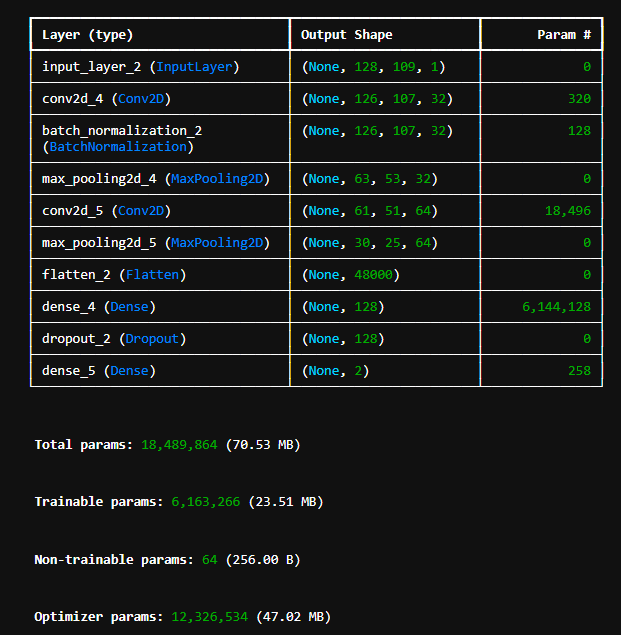 Layer (type) Output Shape Param #
input_layer_2 (InputLayer) (None, 128, 109, 1) 0
conv2d_4 (Conv2D) (None, 126, 107, 32) 320
batch_normalization_2 (None, 126, 107, 32) 128
(BatchNormalization)
max_pooling2d_4 (MaxPooling2D) (None, 63, 53, 32) 0
conv2d_5 (Conv2D) (None, 61, 51, 64) 18,496
max_pooling2d_5 (MaxPooling2D) (None, 30, 25, 64) 0
flatten_2 (Flatten) (None, 48000) 0
dense_4 (Dense) (None, 128) 6,144,128
dropout_2 (Dropout) (None, 128) 0
dense_5 (Dense) (None, 2) 258
Total params: 18,489,864 (70.53 MB)
Trainable params: 6,163,266 (23.51 MB)
Non-trainable params: 64 (256.00 B)
Optimizer params: 12,326,534 (47.02 MB)